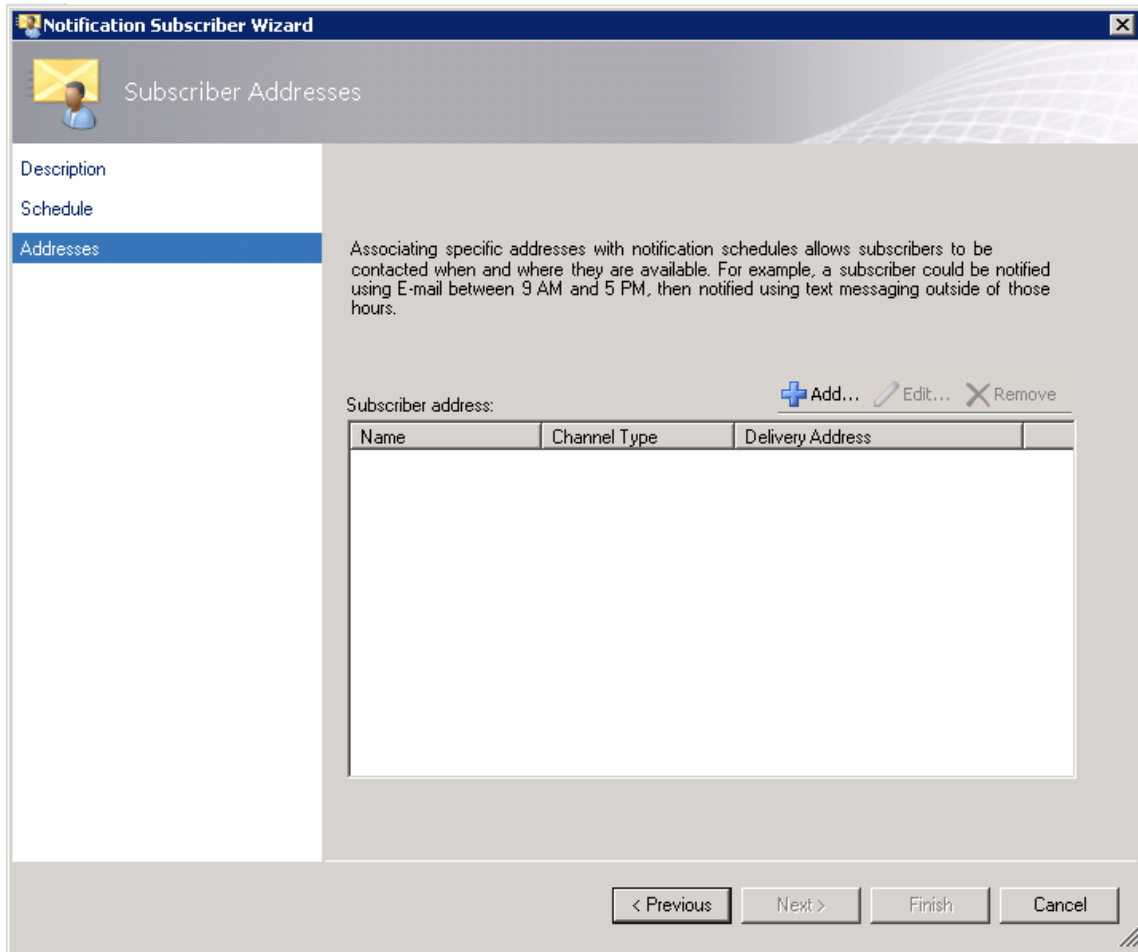 Notification Subscriber Wizard
Subscriber Addresses
Description
Schedule
Addresses
Associating specific addresses with notification schedules allows subscribers to be
contacted when and where they are available. For example, a subscriber could be notified
using E-mail between 9 AM and 5 PM, then notified using text messaging outside of those
hours.
Add... Edit... Remove
Subscriber address:
Name Channel Type Delivery Address
< Previous Next > Finish Cancel